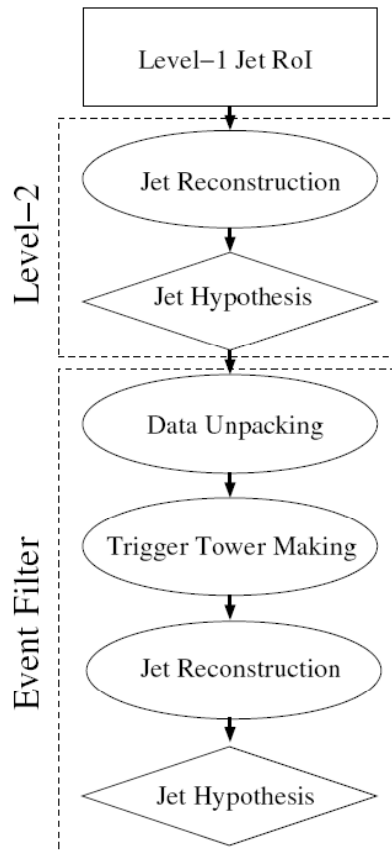 Level−1 Jet RoI
Level−2
Jet Reconstruction
Jet Hypothesis
Event Filter
Data Unpacking
Trigger Tower Making
Jet Reconstruction
Jet Hypothesis